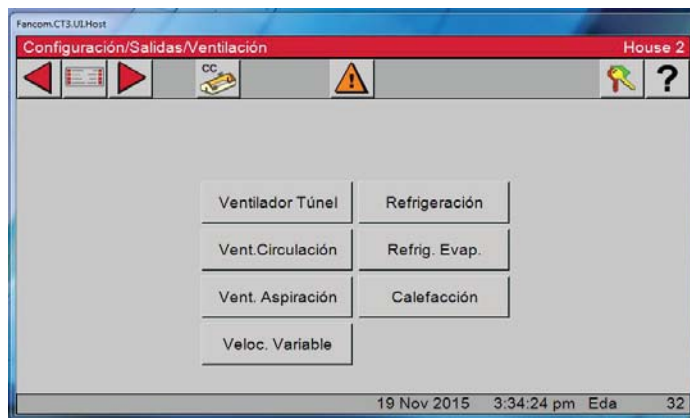 Fancom.CT3.UI.Host
Configuración/Salidas/Ventilación House 2
CC
?
Ventilador Túnel Refrigeración
Vent.Circulación Refrig. Evap.
Vent. Aspiración Calefacción
Veloc. Variable
19 Nov 2015 3:34:24 pm Eda 32